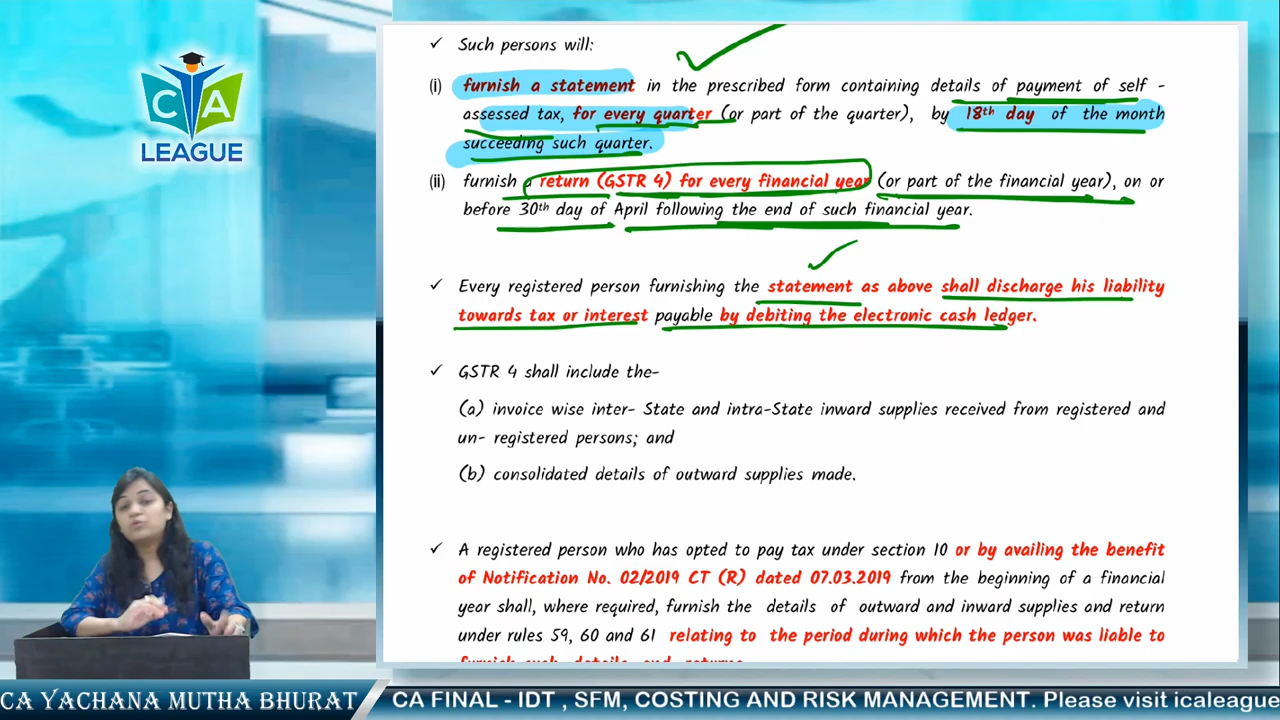 CA
LEAGUE
✓ Such persons will:
(i) furnish a statement in the prescribed form containing details of payment of self -
assessed tax, for every quarter (or part of the quarter), by 18th day of the month
succeeding such quarter.
(ii) furnish a return (GSTR 4) for every financial year (or part of the financial year), on or
before 30th day of April following the end of such financial year.
✓ Every registered person furnishing the statement as above shall discharge his liability
towards tax or interest payable by debiting the electronic cash ledger.
✓ GSTR 4 shall include the-
(a) invoice wise inter- State and intra-State inward supplies received from registered and
un- registered persons; and
(b) consolidated details of outward supplies made.
✓ A registered person who has opted to pay tax under section 10 or by availing the benefit
of Notification No. 02/2019 CT (R) dated 07.03.2019 from the beginning of a financial
year shall, where required, furnish the details of outward and inward supplies and return
under rules 59, 60 and 61 relating to the period during which the person was liable to
furnish such details and returns
CA YACHANA MUTHA BHURAT
CA FINAL - IDT , SFM, COSTING AND RISK MANAGEMENT. Please visit icaleague